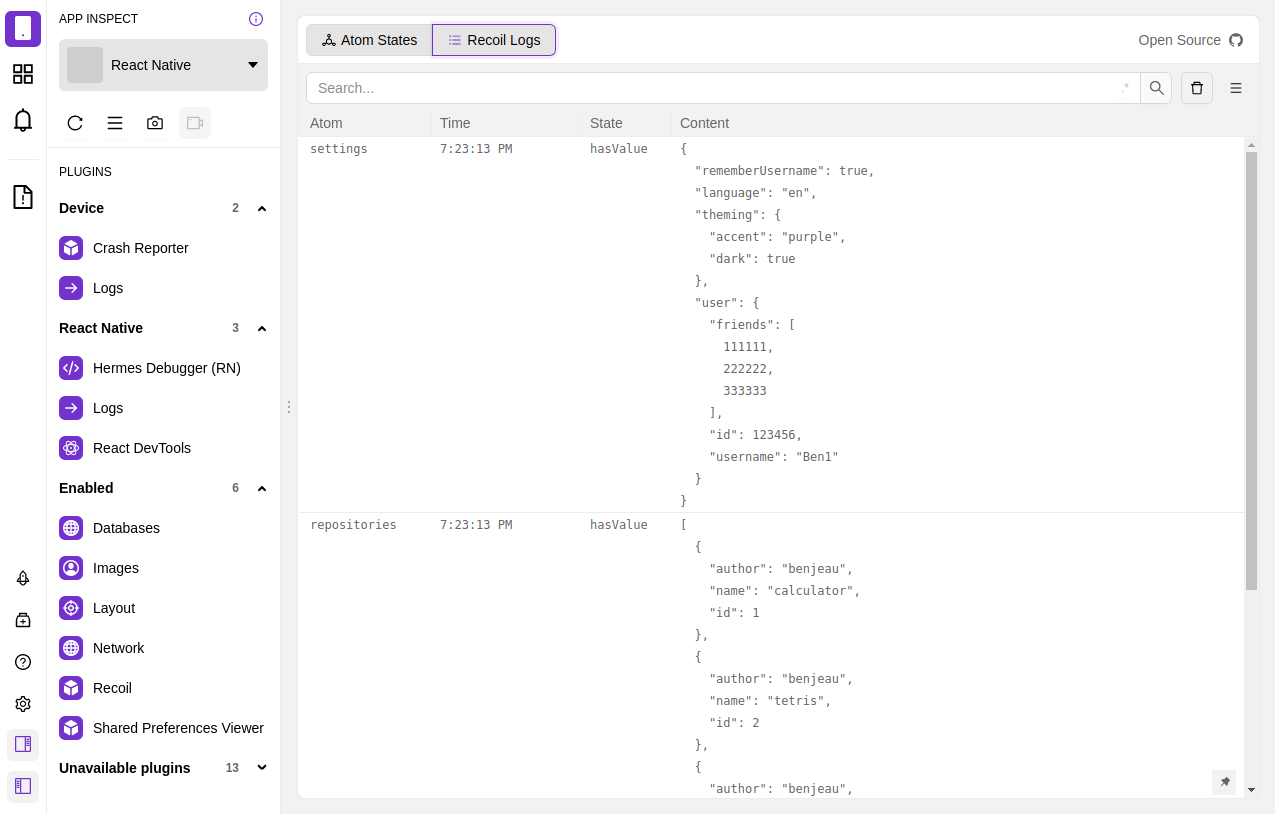 APP INSPECT
React Native
PLUGINS
Device 2
Crash Reporter
Logs
React Native 3
Hermes Debugger (RN)
Logs
React DevTools
Enabled 6
Databases
Images
Layout
Network
Recoil
Shared Preferences Viewer
Unavailable plugins 13
Atom States
Recoil Logs
Open Source
Search...
.*
Atom Time State Content
settings 7:23:13 PM hasValue {
"rememberUsername": true,
"language": "en",
"theming": {
"accent": "purple",
"dark": true
},
"user": {
"friends": [
111111,
222222,
333333
],
"id": 123456,
"username": "Ben1"
}
}
repositories 7:23:13 PM hasValue [
{
"author": "benjeau",
"name": "calculator",
"id": 1
},
{
"author": "benjeau",
"name": "tetris",
"id": 2
},
{
"author": "benjeau",